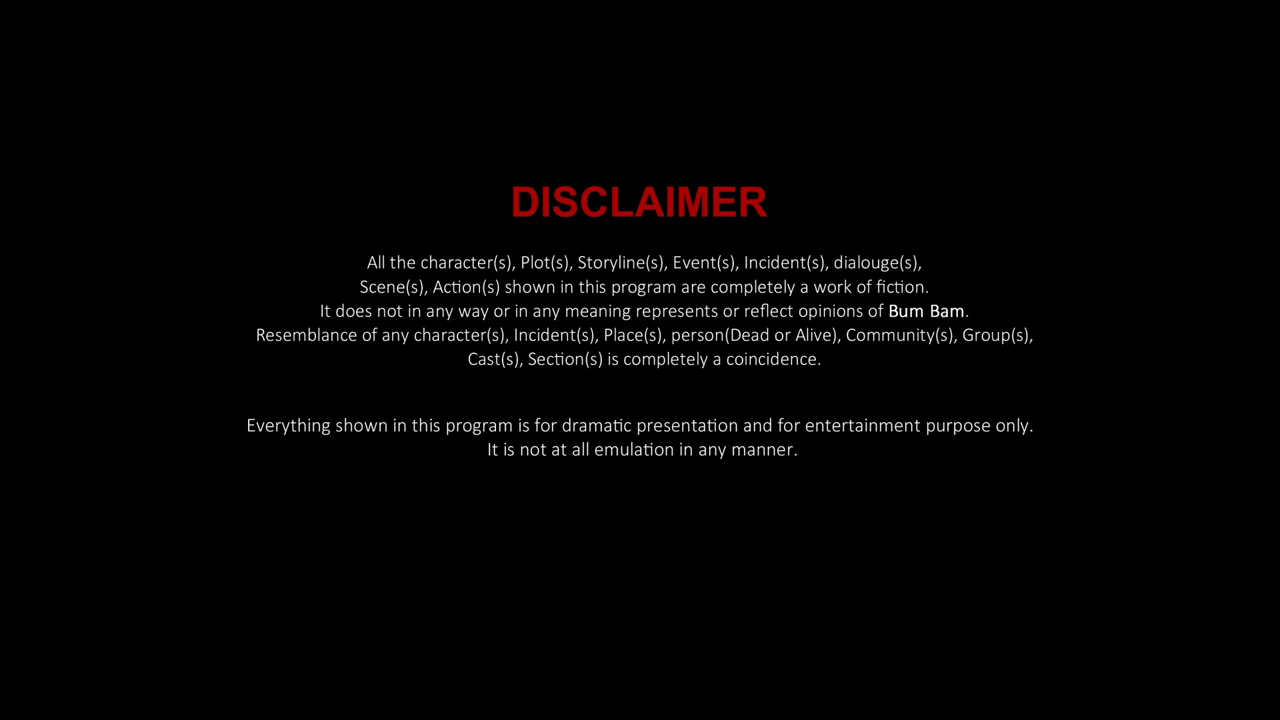 DISCLAIMER
All the character(s), Plot(s), Storyline(s), Event(s), Incident(s), dialouge(s),
Scene(s), Action(s) shown in this program are completely a work of fiction.
It does not in any way or in any meaning represents or reflect opinions of Bum Bam.
Resemblance of any character(s), Incident(s), Place(s), person(Dead or Alive), Community(s), Group(s),
Cast(s), Section(s) is completely a coincidence.
Everything shown in this program is for dramatic presentation and for entertainment purpose only.
It is not at all emulation in any manner.